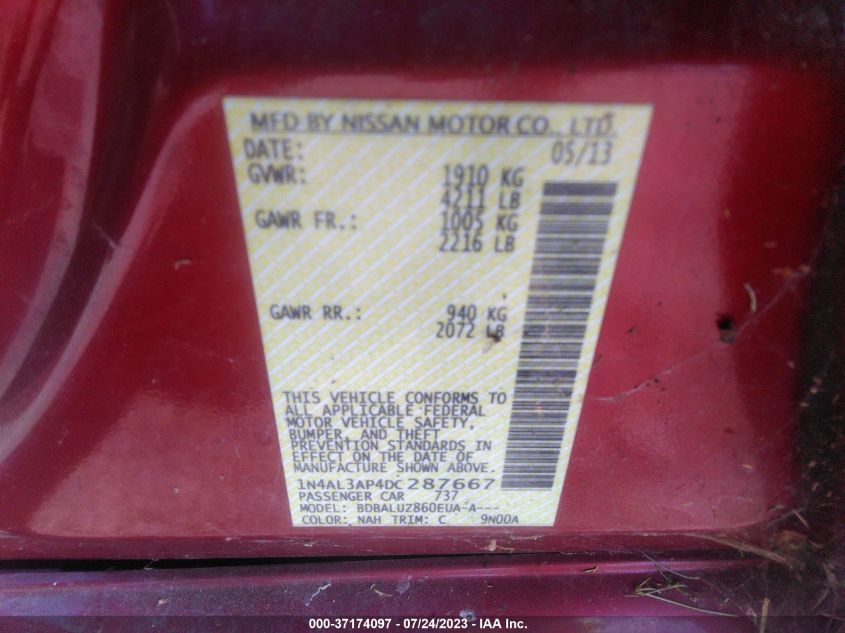 MFD BY NISSAN MOTOR CO., LTD.
DATE: 05/13
GVWR: 1910 KG
4211 LB
GAWR FR.: 1005 KG
2216 LB
GAWR RR.: 940 KG
2072 LB
THIS VEHICLE CONFORMS TO
ALL APPLICABLE FEDERAL
MOTOR VEHICLE SAFETY,
BUMPER, AND THEFT
PREVENTION STANDARDS IN
EFFECT ON THE DATE OF
MANUFACTURE SHOWN ABOVE.
1N4AL3AP4DC287667
PASSENGER CAR 737
MODEL: BDBALUZ860EUA-A---
COLOR: NAH TRIM: C 9N00A
000-37174097 - 07/24/2023 - IAA Inc.